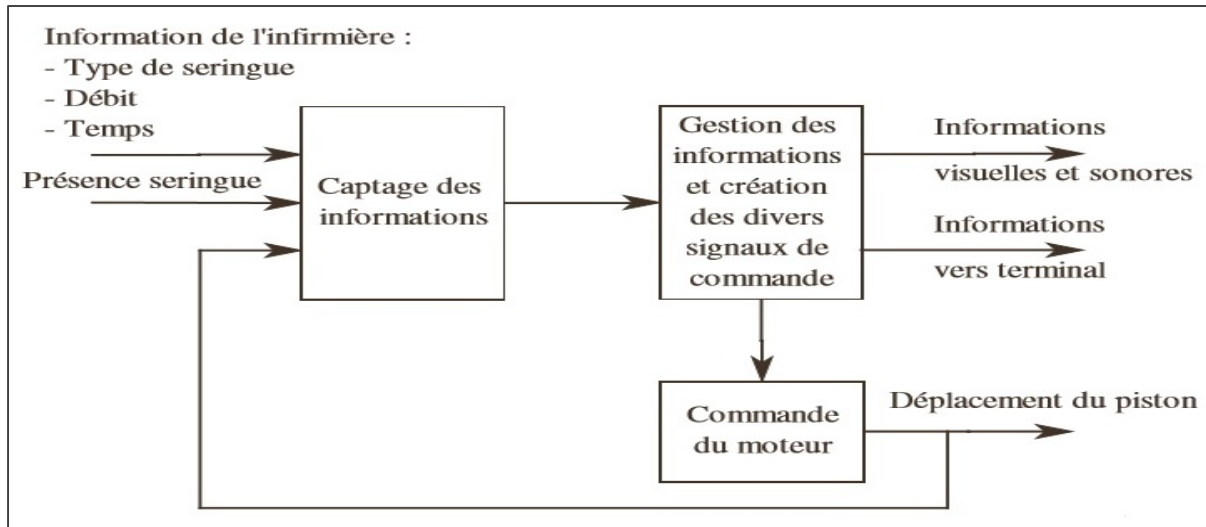 Information de l'infirmière :
- Type de seringue
- Débit
- Temps
Présence seringue
Captage des
informations
Gestion des
informations
et création
des divers
signaux de
commande
Informations
visuelles et sonores
Informations
vers terminal
Commande
du moteur
Déplacement du piston